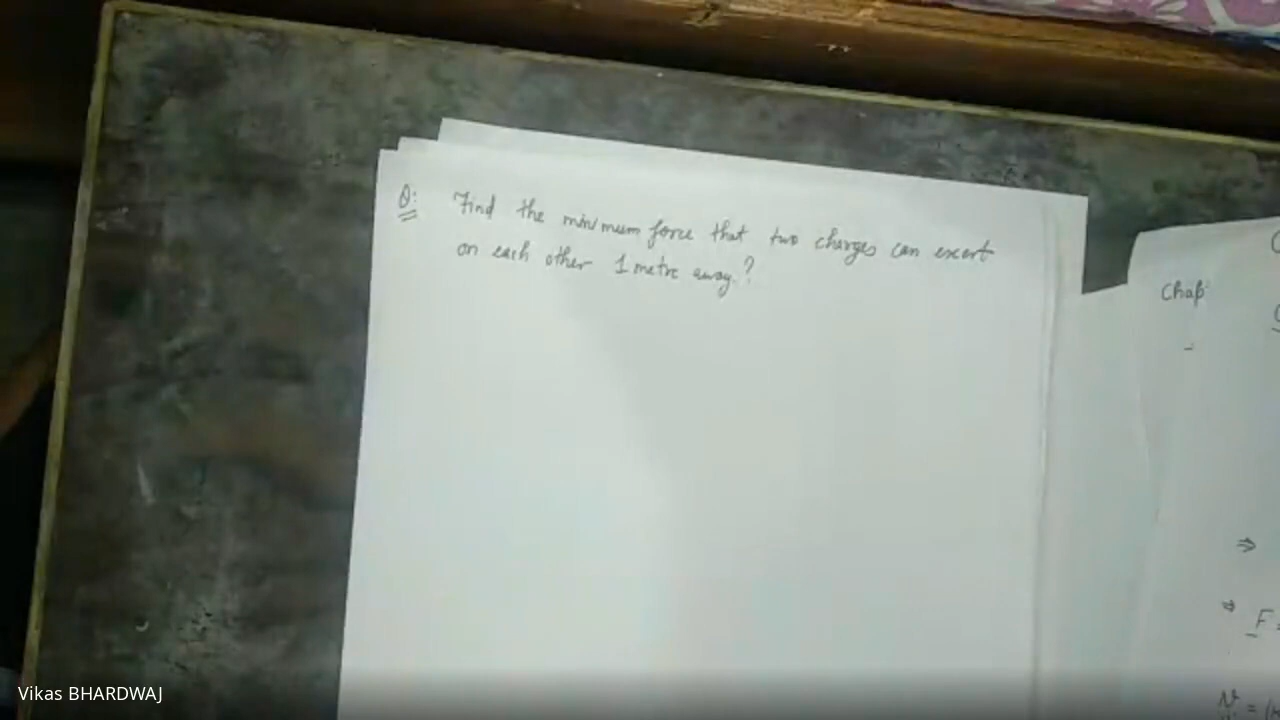 Q: Find the minimum force that two charges can exert
on each other 1 metre away.?
Chap
⇒
⇒ F =
N
Vikas BHARDWAJ